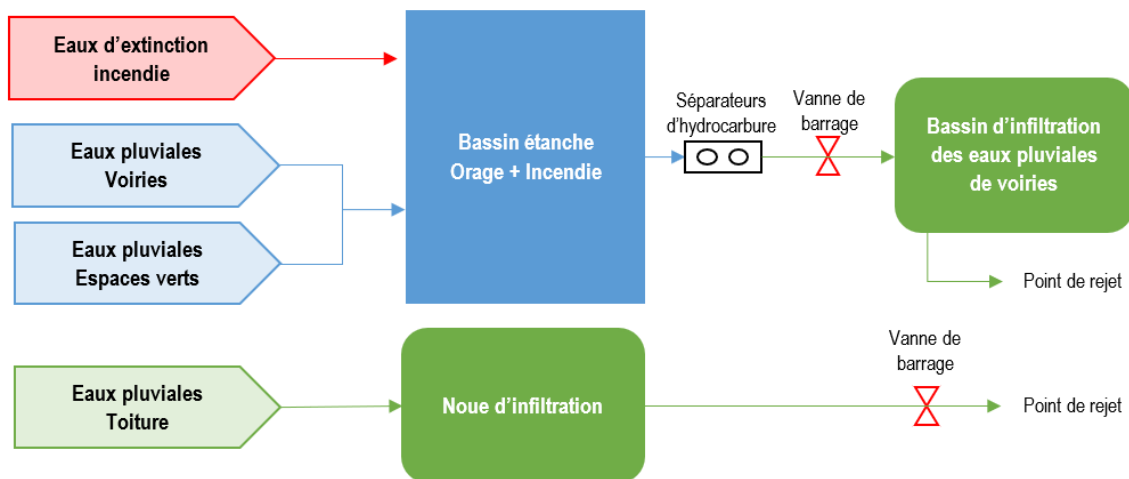 Eaux d'extinction
incendie
Eaux pluviales
Voiries
Eaux pluviales
Espaces verts
Bassin étanche
Orage + Incendie
Séparateurs
d'hydrocarbure
Vanne de
barrage
Bassin d'infiltration
des eaux pluviales
de voiries
Point de rejet
Eaux pluviales
Toiture
Noue d'infiltration
Vanne de
barrage
Point de rejet